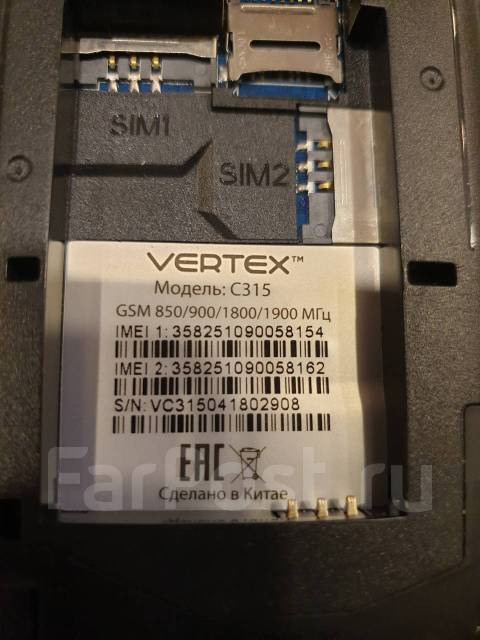 SIM1
SIM2
VERTEX™
Модель: C315
GSM 850/900/1800/1900 МГц
IMEI 1: 358251090058154
IMEI 2: 358251090058162
S/N: VC315041802908
EAC
FarPost.ru
Сделано в Китае